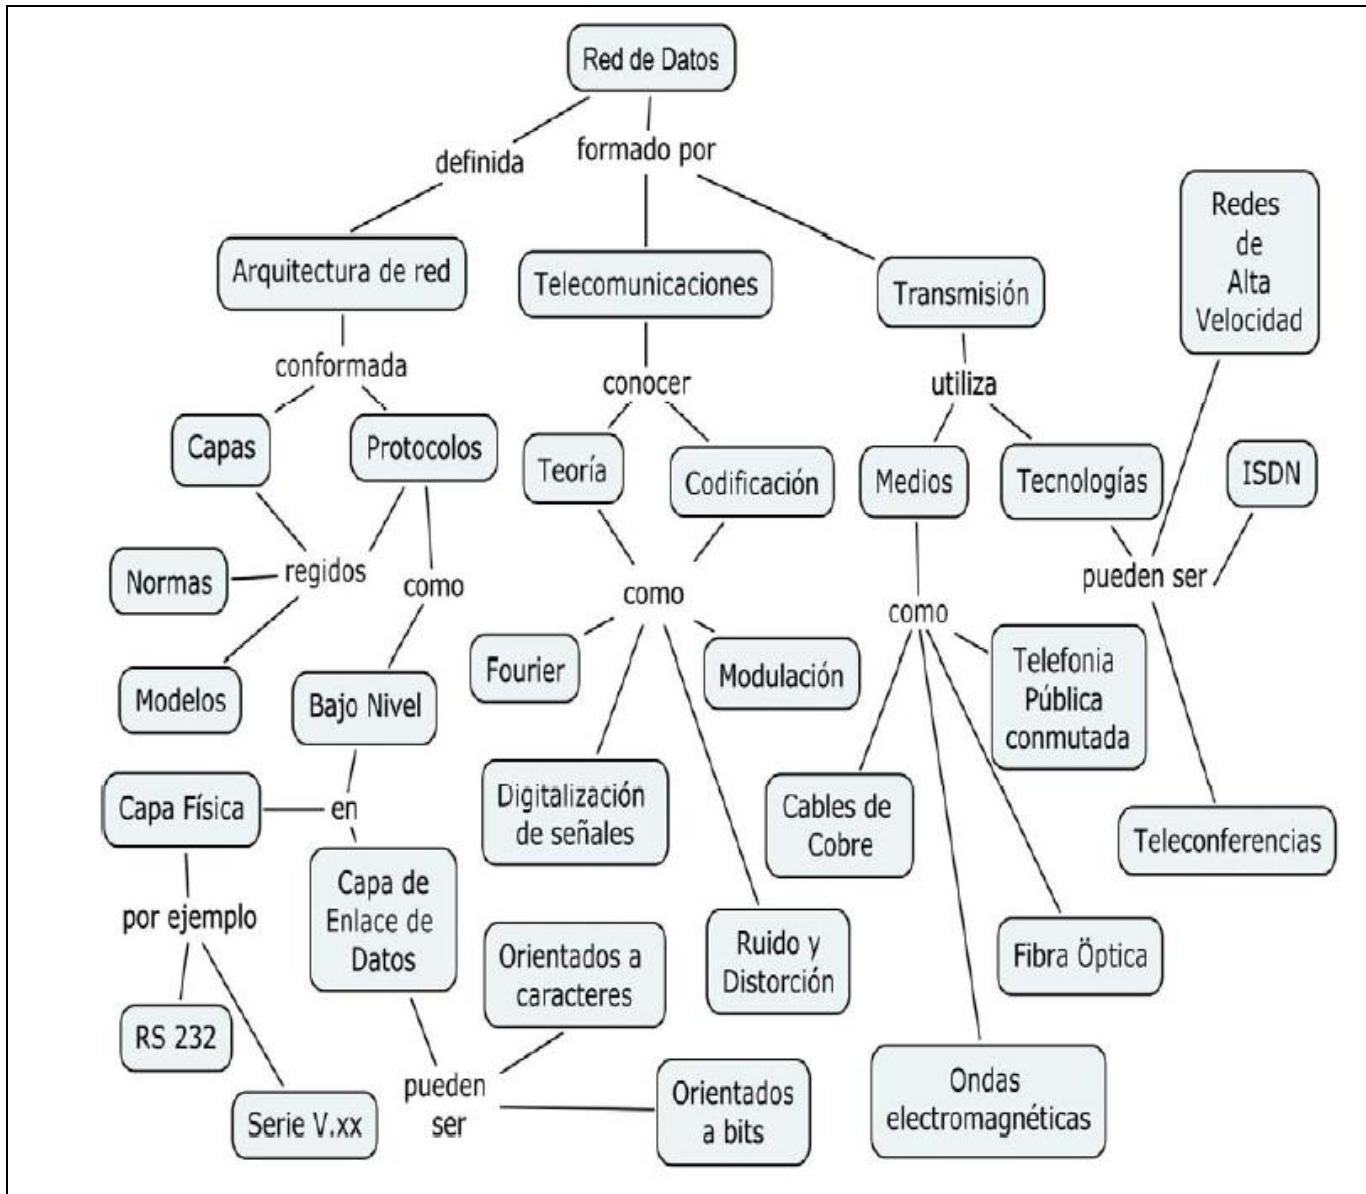 Red de Datos
definida
formado por
Redes
de
Alta
Velocidad
Arquitectura de red
Telecomunicaciones
Transmisión
conformada
conocer
utiliza
Capas
Protocolos
Teoría
Codificación
Medios
Tecnologías
ISDN
Normas
regidos
como
como
como
pueden ser
Fourier
Modulación
Telefonia
Pública
conmutada
Modelos
Bajo Nivel
Capa Física
en
Digitalización
de señales
Cables de
Cobre
Teleconferencias
Capa de
Enlace de
Datos
por ejemplo
Orientados a
caracteres
Ruido y
Distorción
Fibra Öptica
RS 232
Serie V.xx
pueden
ser
Orientados
a bits
Ondas
electromagnéticas